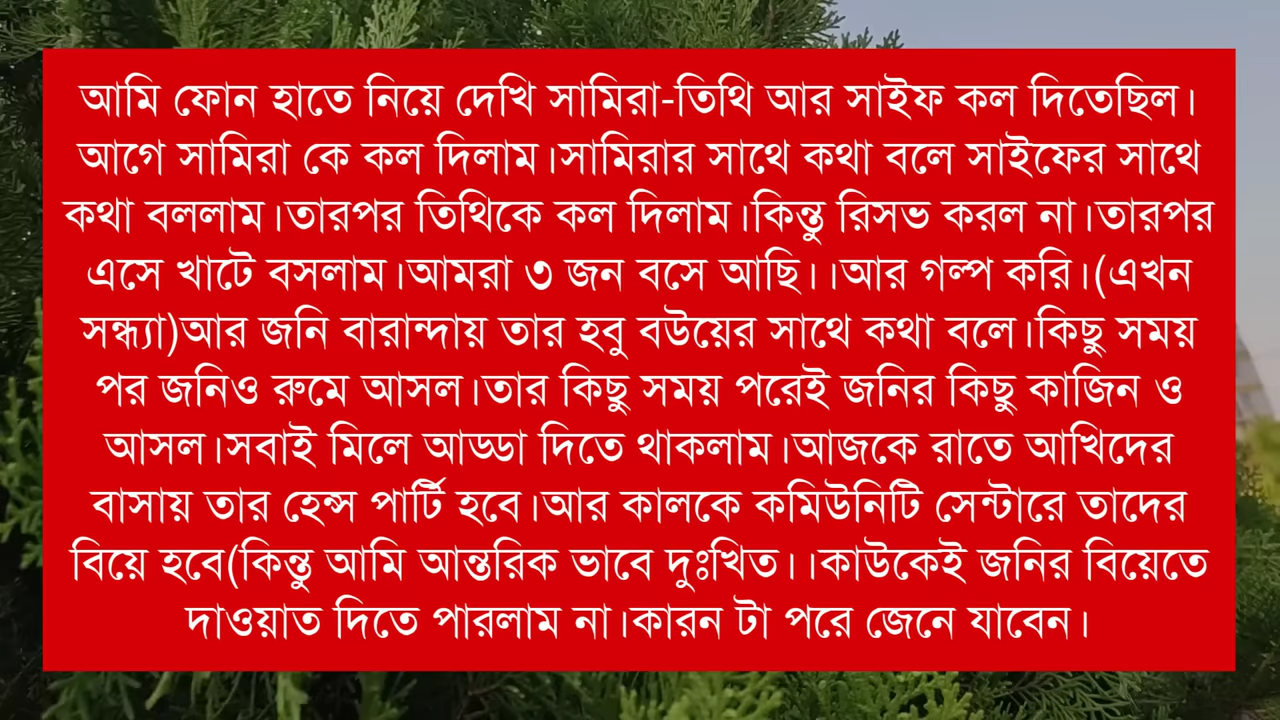 আমি ফোন হাতে নিয়ে দেখি সামিরা-তিথি আর সাইফ কল দিতেছিল।
আগে সামিরা কে কল দিলাম।সামিরার সাথে কথা বলে সাইফের সাথে
কথা বললাম।তারপর তিথিকে কল দিলাম।কিন্তু রিসভ করল না।তারপর
এসে খাটে বসলাম।আমরা ৩ জন বসে আছি।।আর গল্প করি।(এখন
সন্ধ্যা)আর জনি বারান্দায় তার হবু বউয়ের সাথে কথা বলে।কিছু সময়
পর জনিও রুমে আসল।তার কিছু সময় পরেই জনির কিছু কাজিন ও
আসল।সবাই মিলে আড্ডা দিতে থাকলাম।আজকে রাতে আখিদের
বাসায় তার হেন্স পার্টি হবে।আর কালকে কমিউনিটি সেন্টারে তাদের
বিয়ে হবে(কিন্তু আমি আন্তরিক ভাবে দুঃখিত।।কাউকেই জনির বিয়েতে
দাওয়াত দিতে পারলাম না।কারন টা পরে জেনে যাবেন।